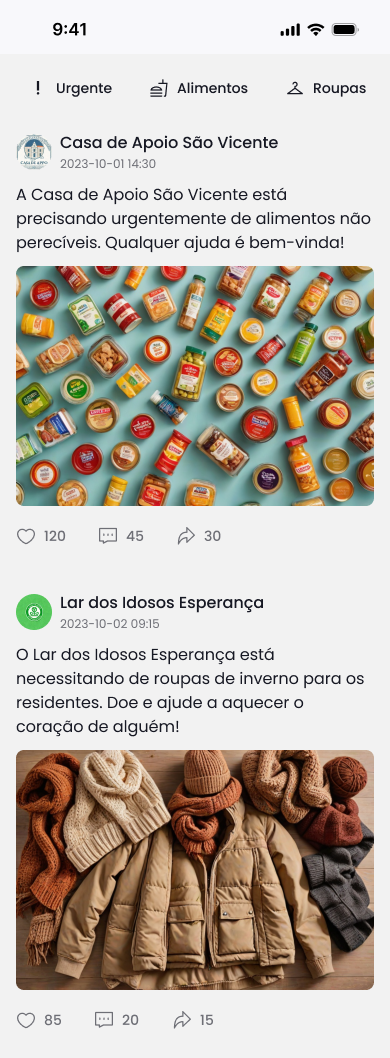 9:41
Urgente
Alimentos
Roupas
Casa de Apoio São Vicente
2023-10-01 14:30
A Casa de Apoio São Vicente está
precisando urgentemente de alimentos não
perecíveis. Qualquer ajuda é bem-vinda!
120
45
30
Lar dos Idosos Esperança
2023-10-02 09:15
O Lar dos Idosos Esperança está
necessitando de roupas de inverno para os
residentes. Doe e ajude a aquecer o
coração de alguém!
85
20
15